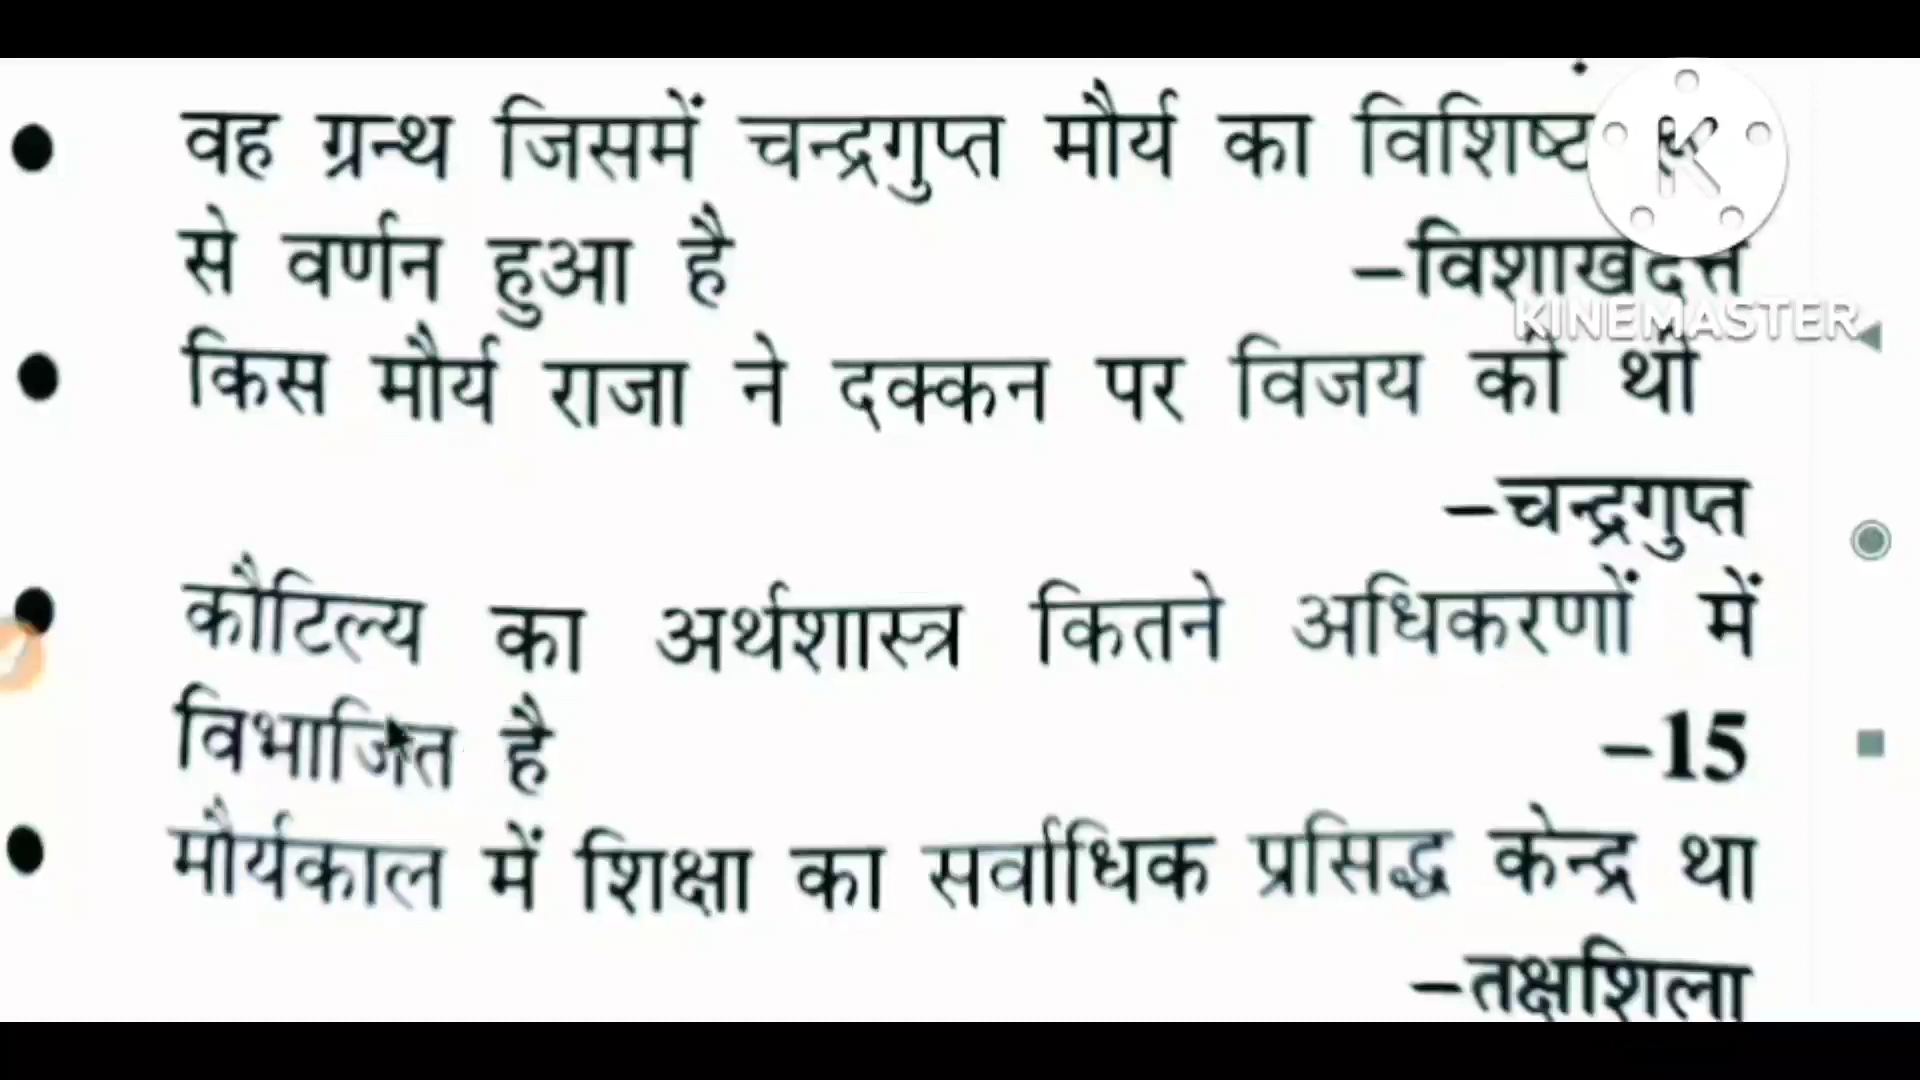 • वह ग्रन्थ जिसमें चन्द्रगुप्त मौर्य का विशिष्ट
से वर्णन हुआ है –विशाखदत्त
KINEMASTER
• किस मौर्य राजा ने दक्कन पर विजय की थी
–चन्द्रगुप्त
• कौटिल्य का अर्थशास्त्र कितने अधिकरणों में
विभाजित है –15
• मौर्यकाल में शिक्षा का सर्वाधिक प्रसिद्ध केन्द्र था
–तक्षशिला